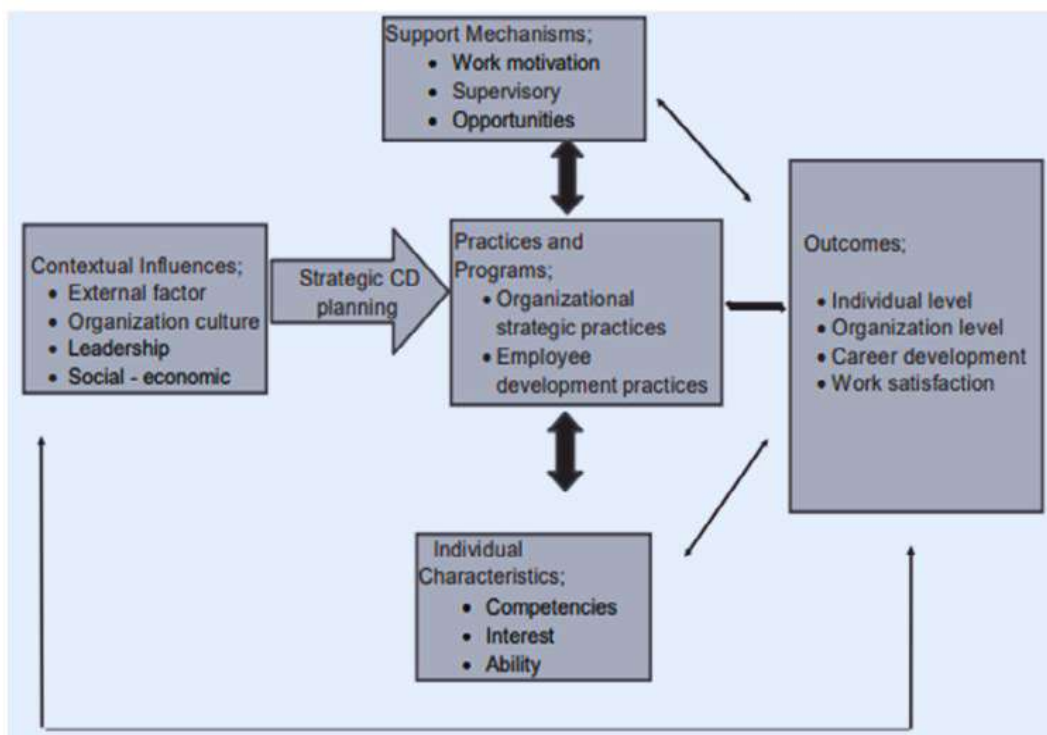 Support Mechanisms;
• Work motivation
• Supervisory
• Opportunities
Contextual Influences;
• External factor
• Organization culture
• Leadership
• Social - economic
Strategic CD
planning
Practices and
Programs;
• Organizational
strategic practices
• Employee
development practices
Outcomes;
• Individual level
• Organization level
• Career development
• Work satisfaction
Individual
Characteristics;
• Competencies
• Interest
• Ability